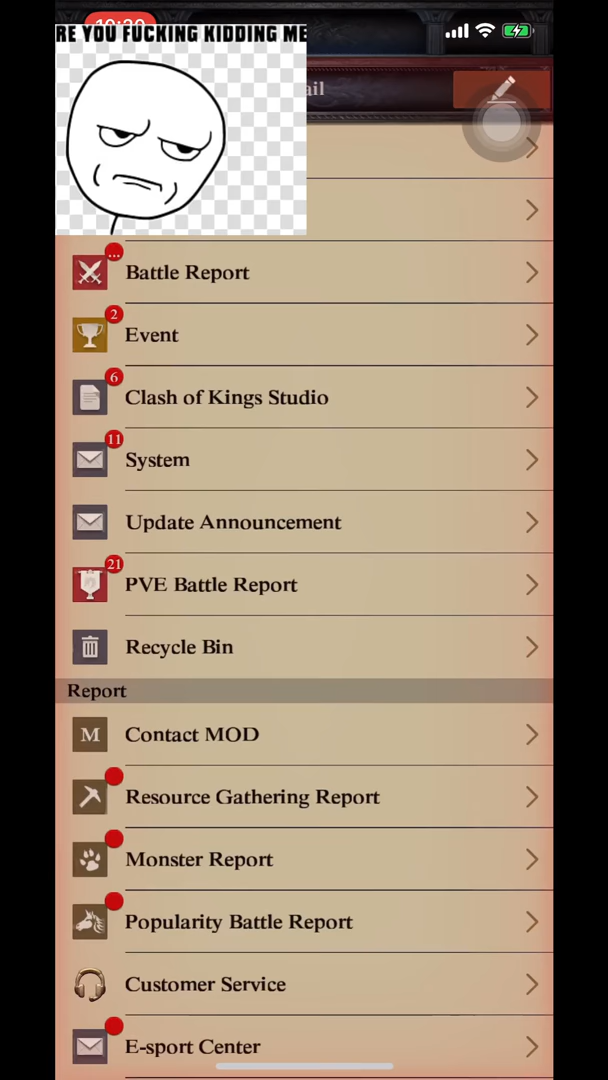 RE YOU FUCKING KIDDING ME
ail
...
Battle Report
2
Event
6
Clash of Kings Studio
11
System
Update Announcement
21
PVE Battle Report
Recycle Bin
Report
M
Contact MOD
Resource Gathering Report
Monster Report
Popularity Battle Report
Customer Service
E-sport Center